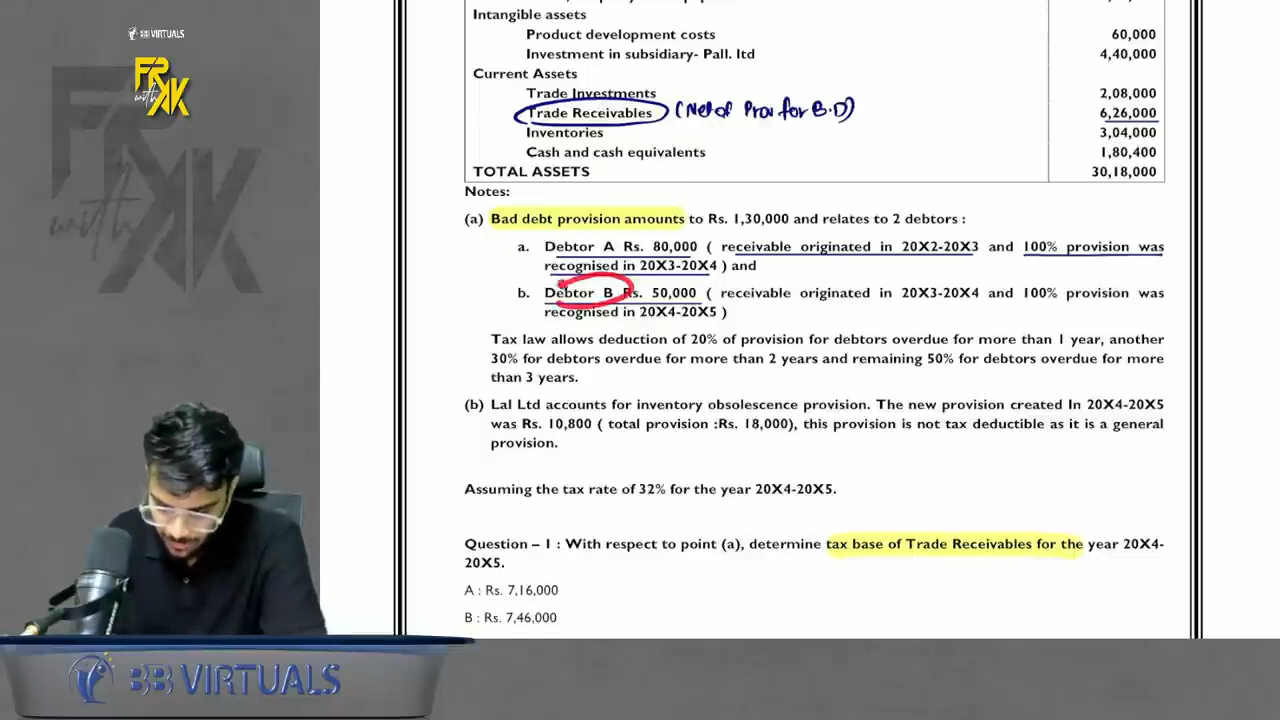 BB VIRTUALS
FR
with
AK
FR
with
AK
Intangible assets
Product development costs 60,000
Investment in subsidiary- Pall. ltd 4,40,000
Current Assets
Trade Investments 2,08,000
Trade Receivables (Net of Prov for B.D) 6,26,000
Inventories 3,04,000
Cash and cash equivalents 1,80,400
TOTAL ASSETS 30,18,000
Notes:
(a) Bad debt provision amounts to Rs. 1,30,000 and relates to 2 debtors :
a. Debtor A Rs. 80,000 ( receivable originated in 20X2-20X3 and 100% provision was
recognised in 20X3-20X4 ) and
b. Debtor B Rs. 50,000 ( receivable originated in 20X3-20X4 and 100% provision was
recognised in 20X4-20X5 )
Tax law allows deduction of 20% of provision for debtors overdue for more than 1 year, another
30% for debtors overdue for more than 2 years and remaining 50% for debtors overdue for more
than 3 years.
(b) Lal Ltd accounts for inventory obsolescence provision. The new provision created In 20X4-20X5
was Rs. 10,800 ( total provision :Rs. 18,000), this provision is not tax deductible as it is a general
provision.
Assuming the tax rate of 32% for the year 20X4-20X5.
Question – 1 : With respect to point (a), determine tax base of Trade Receivables for the year 20X4-
20X5.
A : Rs. 7,16,000
B : Rs. 7,46,000
BB VIRTUALS